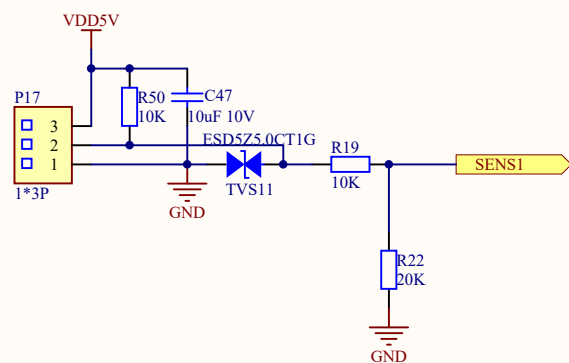 VDD5V
P17
R50
C47
10K
10uF 10V
3
2
1
ESD5Z5.0CT1G
R19
SENS1
1*3P
TVS11
10K
GND
R22
20K
GND